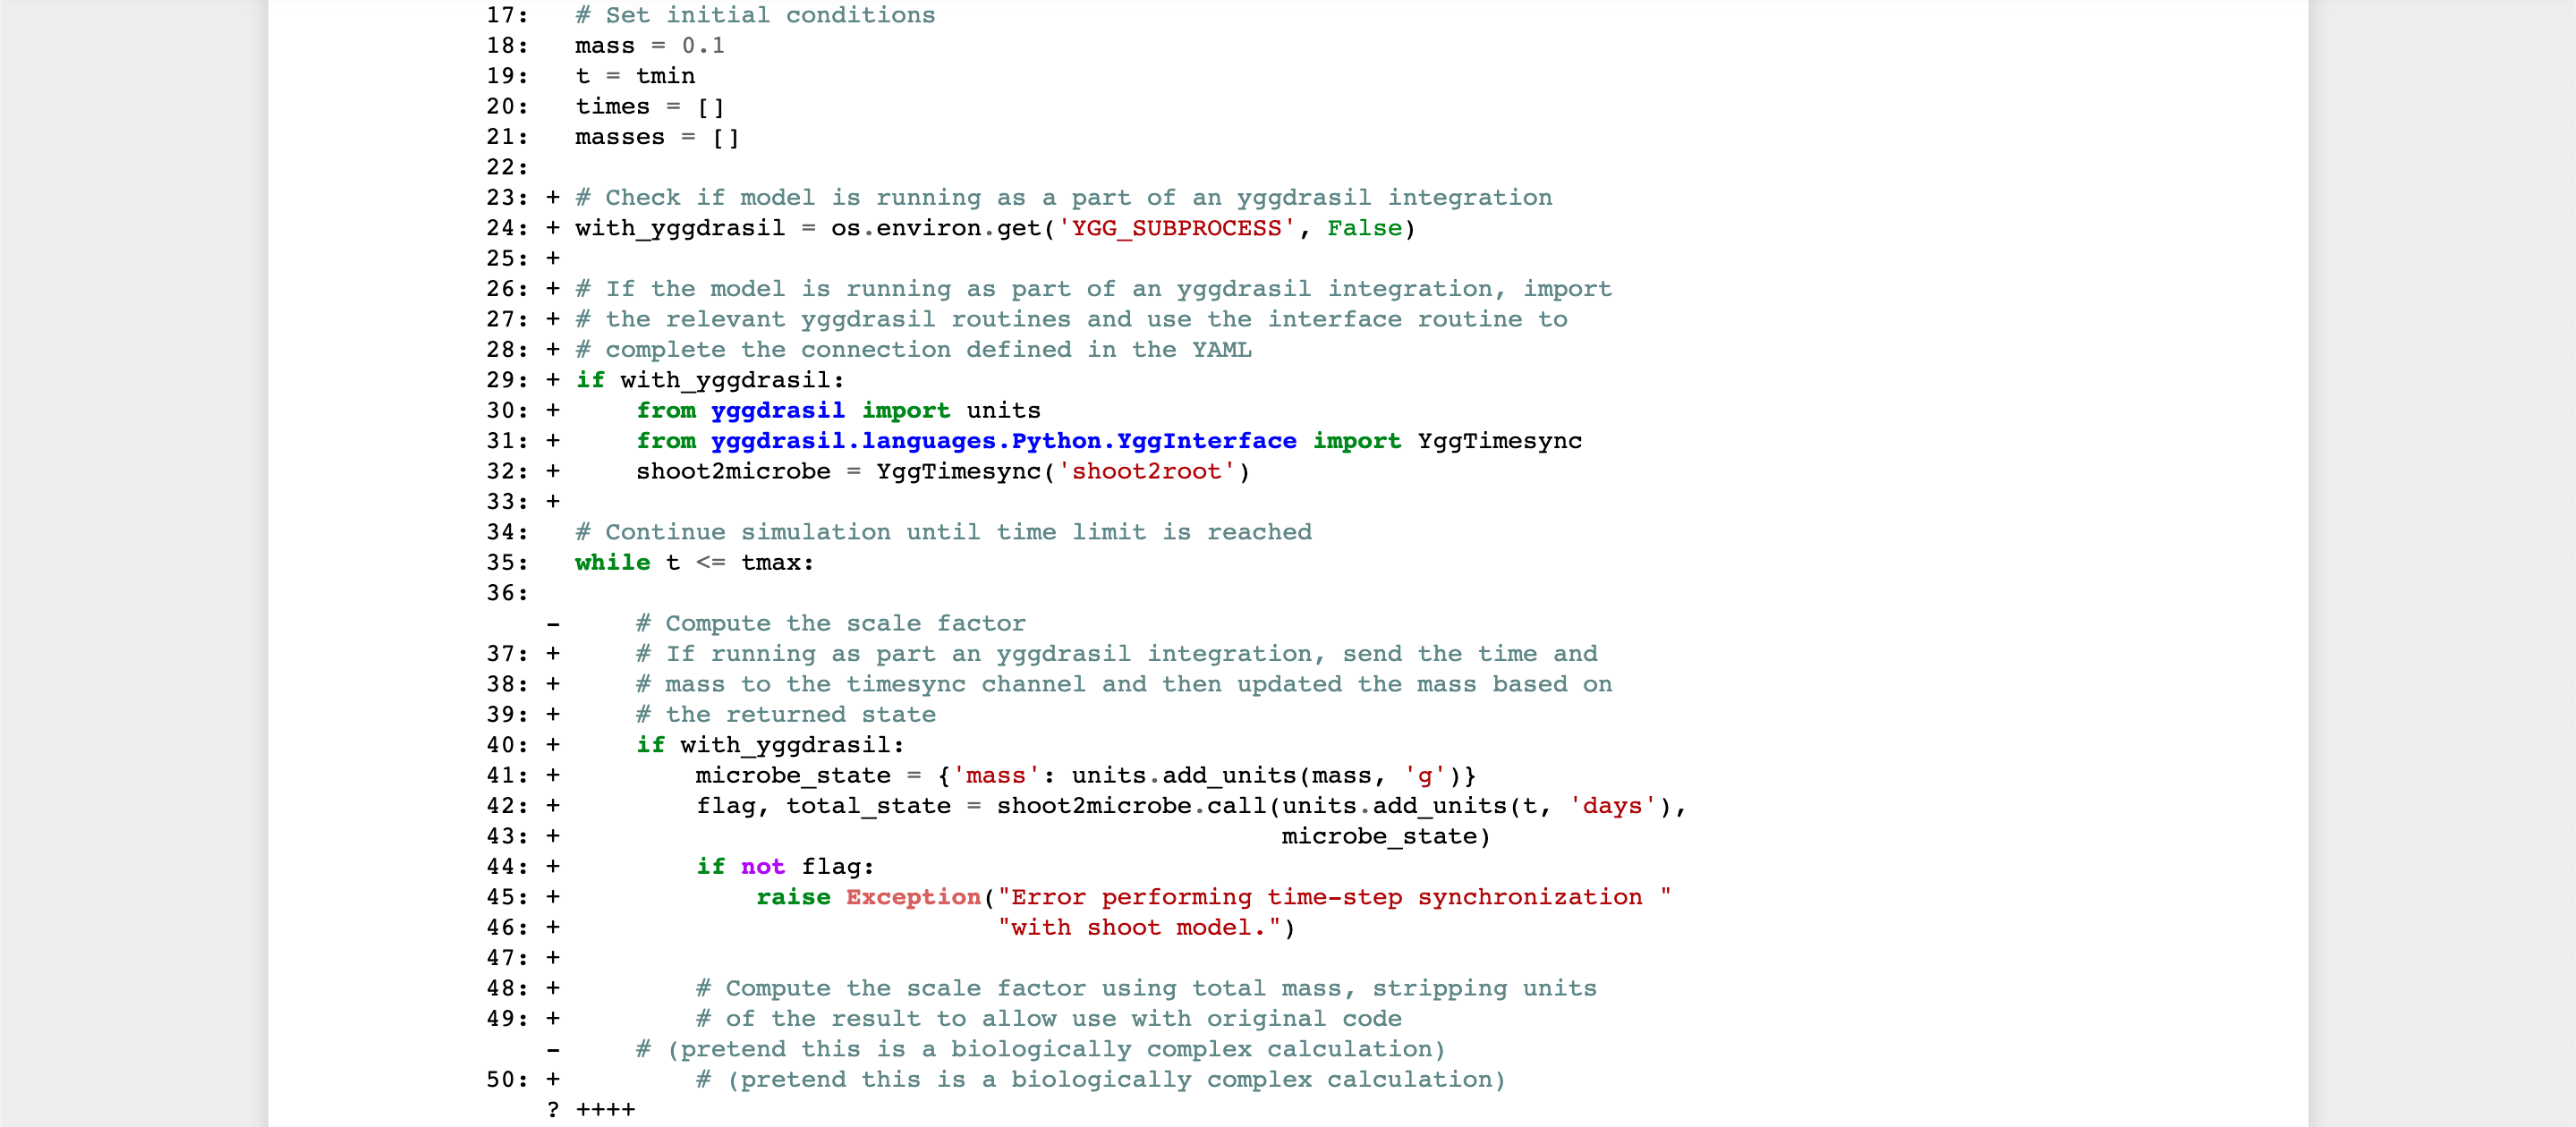 17:   # Set initial conditions
18:   mass = 0.1
19:   t = tmin
20:   times = []
21:   masses = []
22:
23: + # Check if model is running as a part of an yggdrasil integration
24: + with_yggdrasil = os.environ.get('YGG_SUBPROCESS', False)
25: +
26: + # If the model is running as part of an yggdrasil integration, import
27: + # the relevant yggdrasil routines and use the interface routine to
28: + # complete the connection defined in the YAML
29: + if with_yggdrasil:
30: +     from yggdrasil import units
31: +     from yggdrasil.languages.Python.YggInterface import YggTimesync
32: +     shoot2microbe = YggTimesync('shoot2root')
33: +
34:   # Continue simulation until time limit is reached
35:   while t <= tmax:
36:
    -     # Compute the scale factor
37: +     # If running as part an yggdrasil integration, send the time and
38: +     # mass to the timesync channel and then updated the mass based on
39: +     # the returned state
40: +     if with_yggdrasil:
41: +         microbe_state = {'mass': units.add_units(mass, 'g')}
42: +         flag, total_state = shoot2microbe.call(units.add_units(t, 'days'),
43: +                                                microbe_state)
44: +         if not flag:
45: +             raise Exception("Error performing time-step synchronization "
46: +                             "with shoot model.")
47: +
48: +         # Compute the scale factor using total mass, stripping units
49: +         # of the result to allow use with original code
    -     # (pretend this is a biologically complex calculation)
50: +         # (pretend this is a biologically complex calculation)
    ? ++++